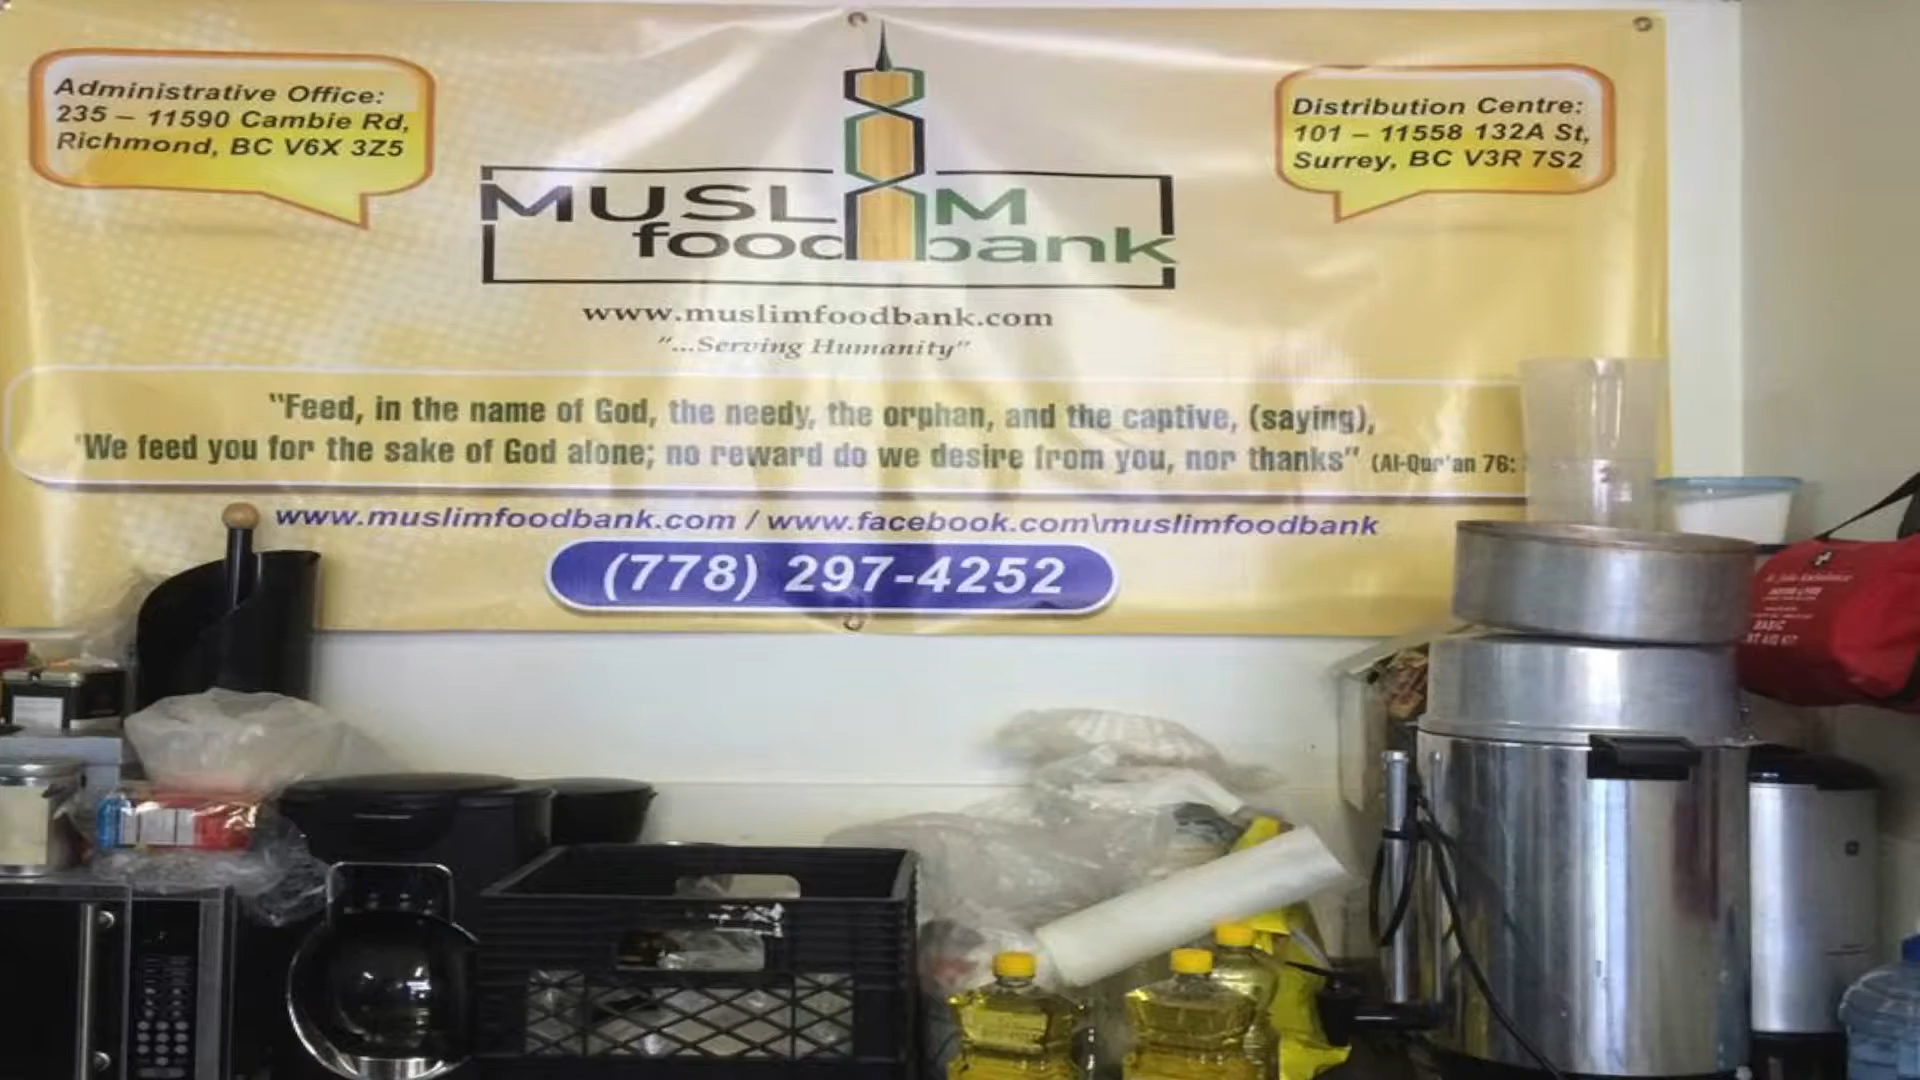 Administrative Office:
235 – 11590 Cambie Rd,
Richmond, BC V6X 3Z5
Distribution Centre:
101 – 11558 132A St,
Surrey, BC V3R 7S2
MUSLIM
food bank
www.muslimfoodbank.com
"...Serving Humanity"
"Feed, in the name of God, the needy, the orphan, and the captive, (saying),
'We feed you for the sake of God alone; no reward do we desire from you, nor thanks" (Al-Qur'an 76:
www.muslimfoodbank.com / www.facebook.com\muslimfoodbank
(778) 297-4252
BASIC